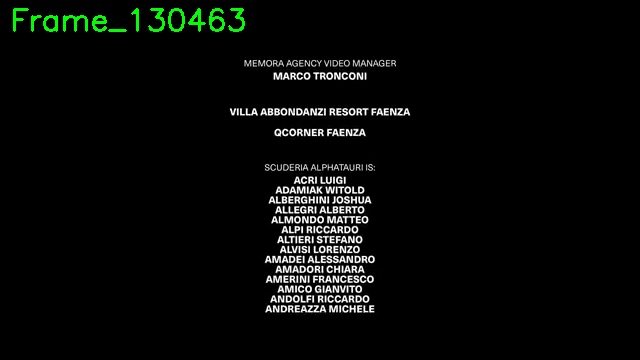 Frame_130463
MEMORA AGENCY VIDEO MANAGER
MARCO TRONCONI
VILLA ABBONDANZI RESORT FAENZA
QCORNER FAENZA
SCUDERIA ALPHATAURI IS:
ACRI LUIGI
ADAMIAK WITOLD
ALBERGHINI JOSHUA
ALLEGRI ALBERTO
ALMONDO MATTEO
ALPI RICCARDO
ALTIERI STEFANO
ALVISI LORENZO
AMADEI ALESSANDRO
AMADORI CHIARA
AMERINI FRANCESCO
AMICO GIANVITO
ANDOLFI RICCARDO
ANDREAZZA MICHELE